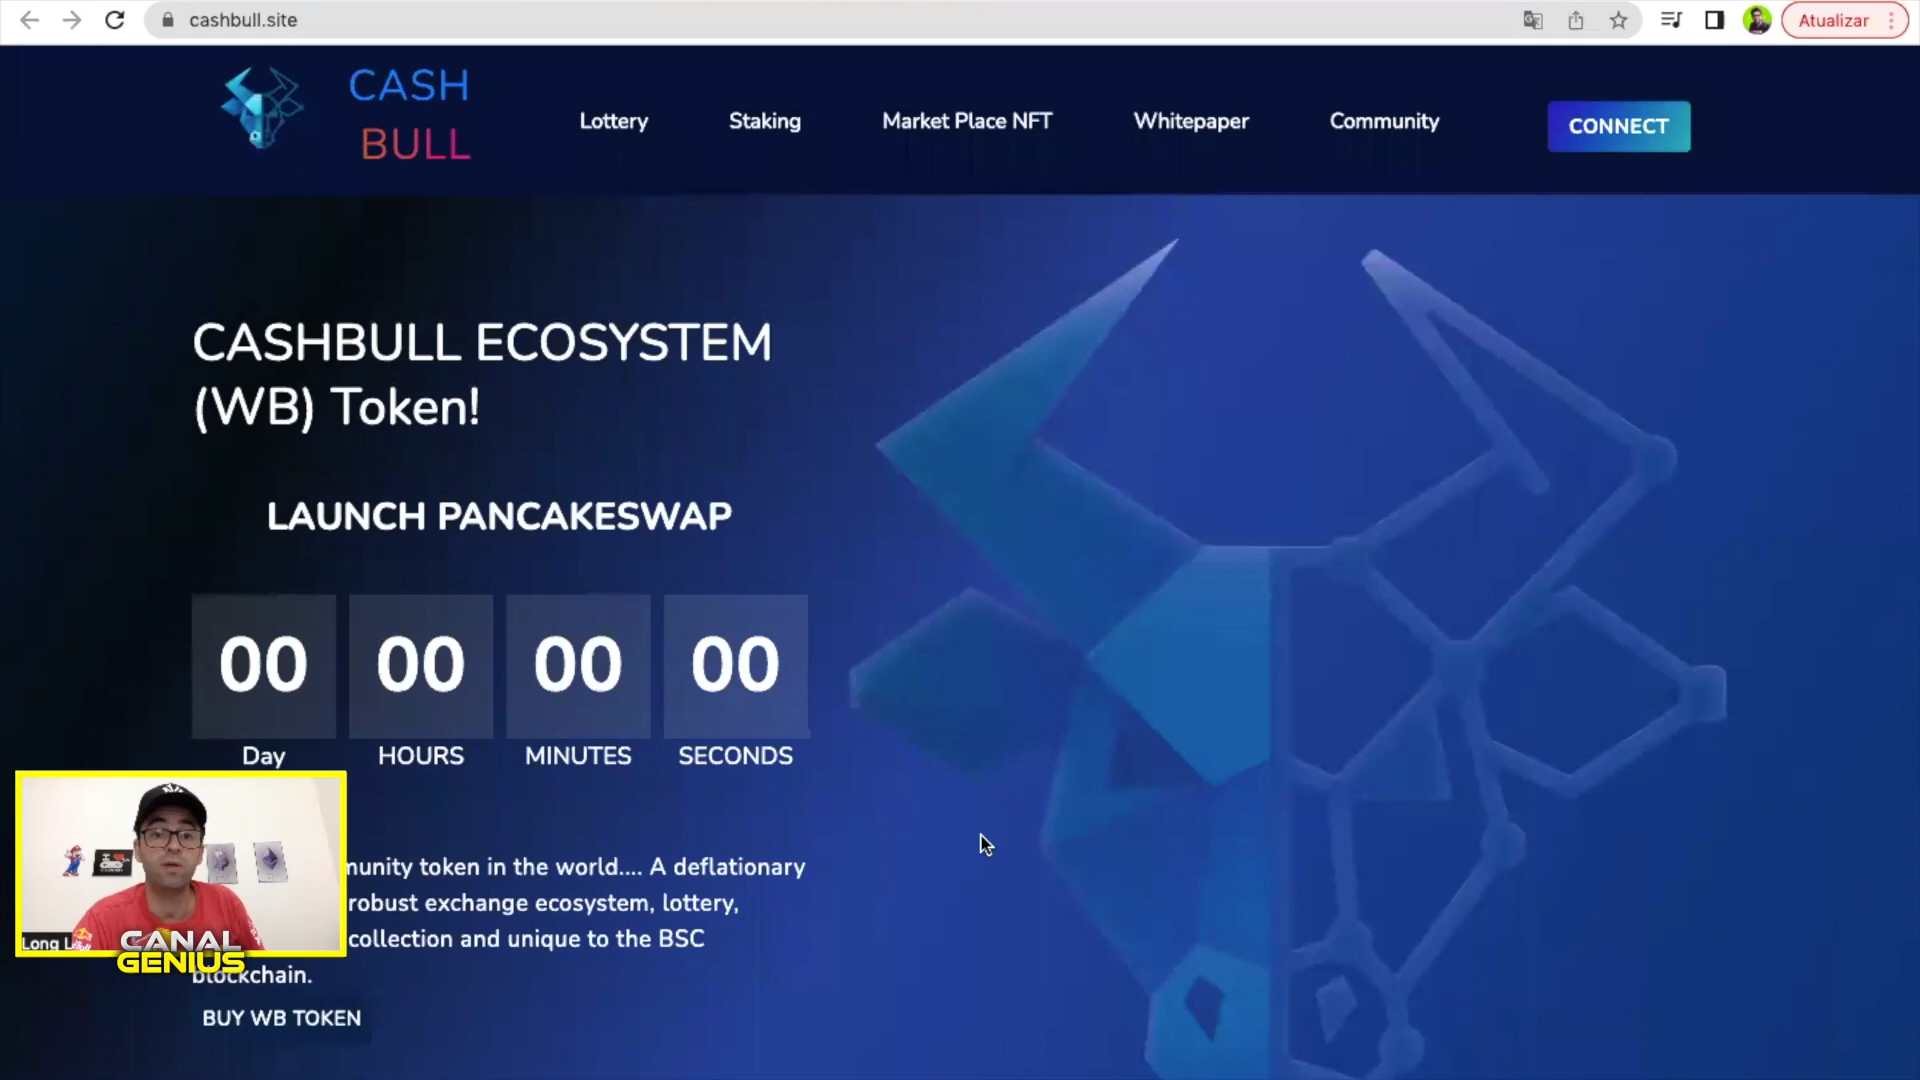 cashbull.site
Atualizar
CASH
BULL
Lottery
Staking
Market Place NFT
Whitepaper
Community
CONNECT
CASHBULL ECOSYSTEM
(WB) Token!
LAUNCH PANCAKESWAP
00 00 00 00
Day HOURS MINUTES SECONDS
munity token in the world.... A deflationary
robust exchange ecosystem, lottery,
collection and unique to the BSC
blockchain.
Long L
CANAL
GENIUS
BUY WB TOKEN